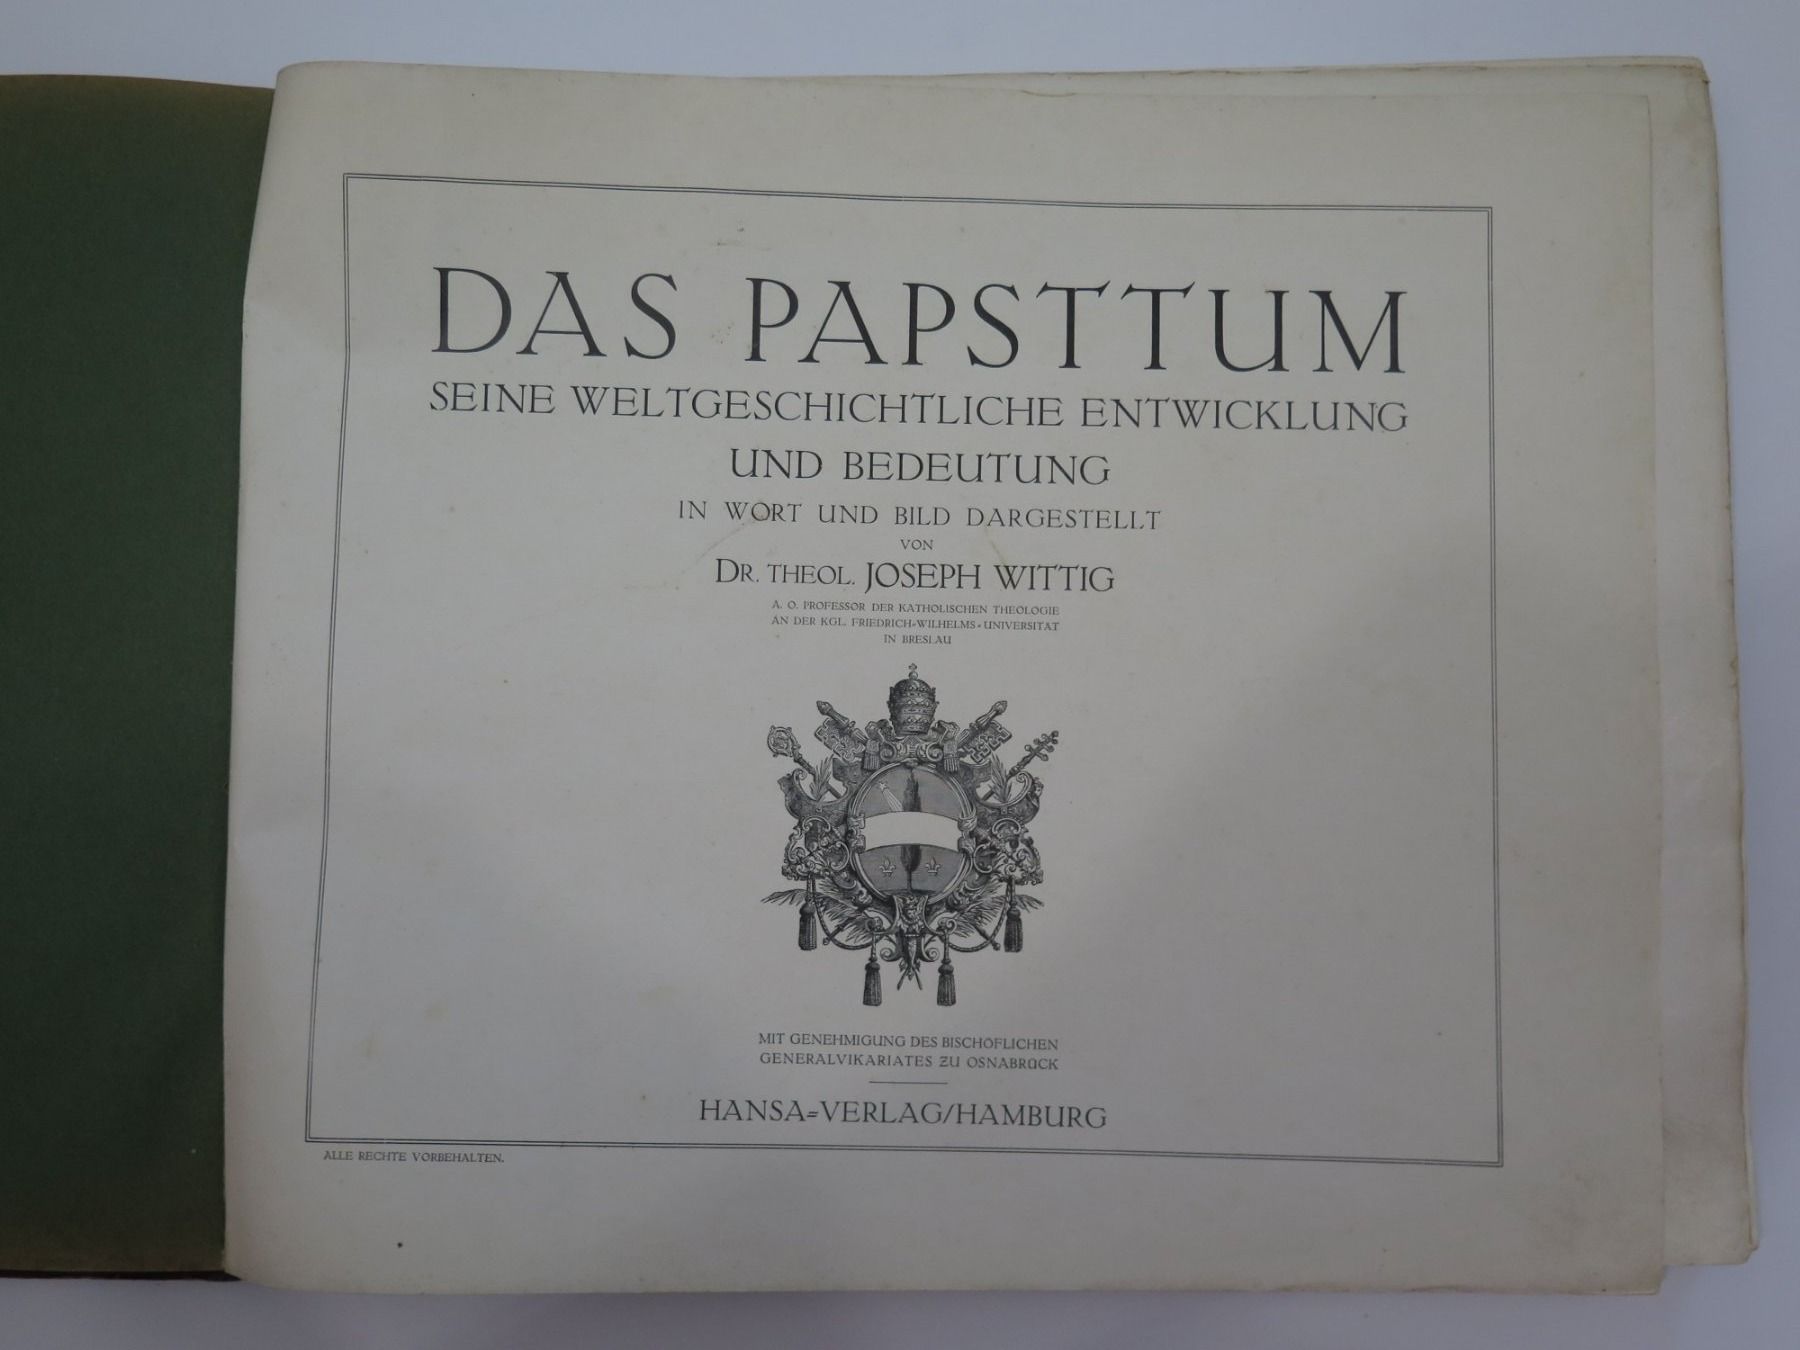 DAS PAPSTTUM
SEINE WELTGESCHICHTLICHE ENTWICKLUNG
UND BEDEUTUNG
IN WORT UND BILD DARGESTELLT
VON
DR. THEOL. JOSEPH WITTIG
A. O. PROFESSOR DER KATHOLISCHEN THEOLOGIE
AN DER KGL. FRIEDRICH=WILHELMS=UNIVERSITÄT
IN BRESLAU
MIT GENEHMIGUNG DES BISCHÖFLICHEN
GENERALVIKARIATES ZU OSNABRÜCK
HANSA=VERLAG/HAMBURG
ALLE RECHTE VORBEHALTEN.